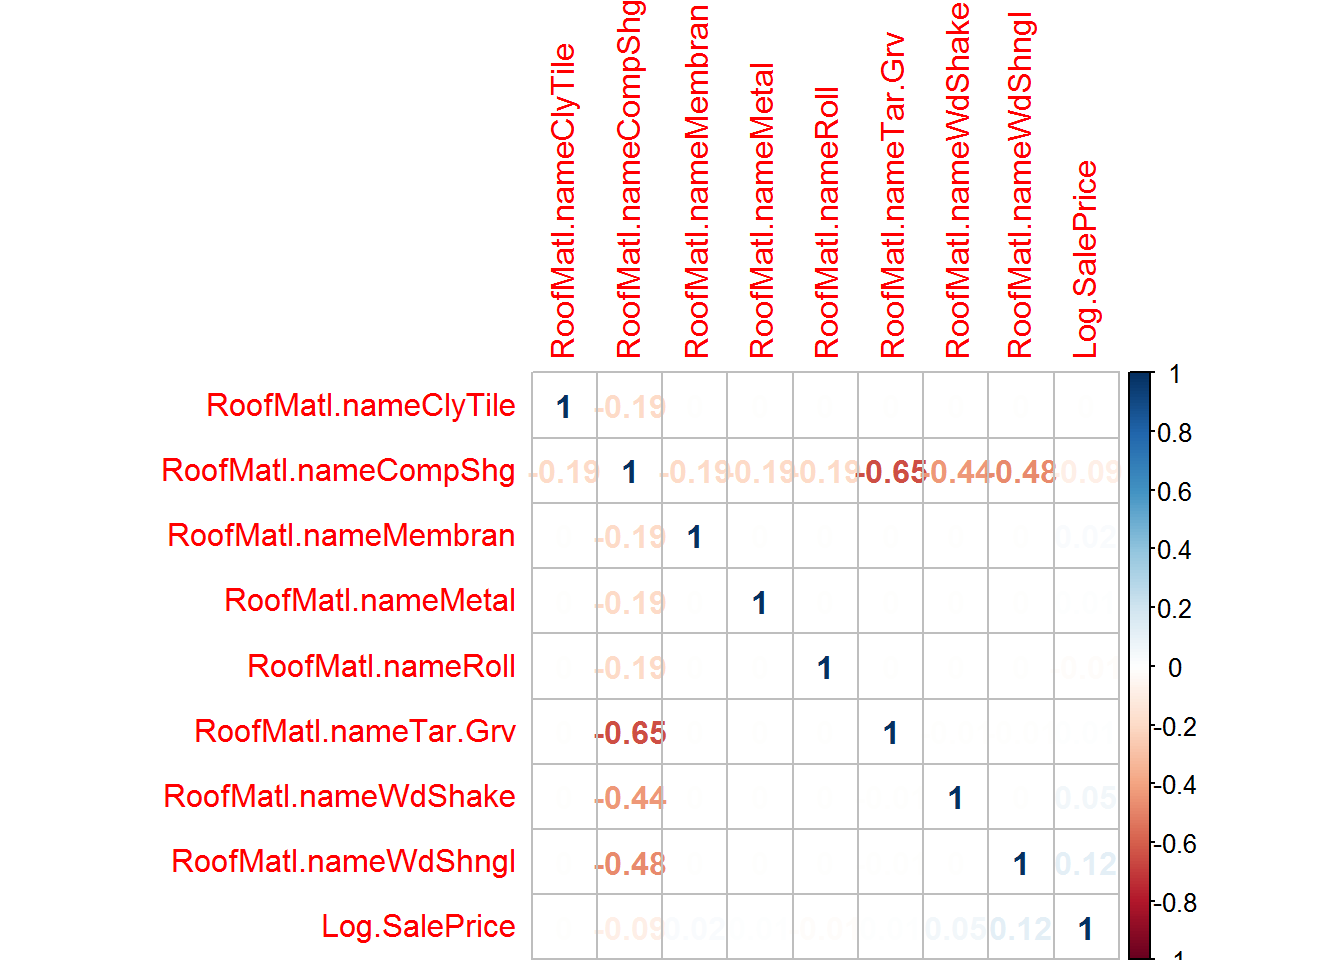 RoofMatl.nameClyTile
RoofMatl.nameCompShg
RoofMatl.nameMembran
RoofMatl.nameMetal
RoofMatl.nameRoll
RoofMatl.nameTar.Grv
RoofMatl.nameWdShake
RoofMatl.nameWdShngl
Log.SalePrice
RoofMatl.nameClyTile 1 -0.19
RoofMatl.nameCompShg -0.19 1 -0.19 -0.19 -0.19 -0.65 -0.44 -0.48 -0.09
RoofMatl.nameMembran -0.19 1 0.02
RoofMatl.nameMetal -0.19 1
RoofMatl.nameRoll -0.19 1 -0.01
RoofMatl.nameTar.Grv -0.65 1
RoofMatl.nameWdShake -0.44 1 0.05
RoofMatl.nameWdShngl -0.48 1 0.12
Log.SalePrice -0.09 0.02 -0.01 0.05 0.12 1
1
0.8
0.6
0.4
0.2
0
-0.2
-0.4
-0.6
-0.8
-1